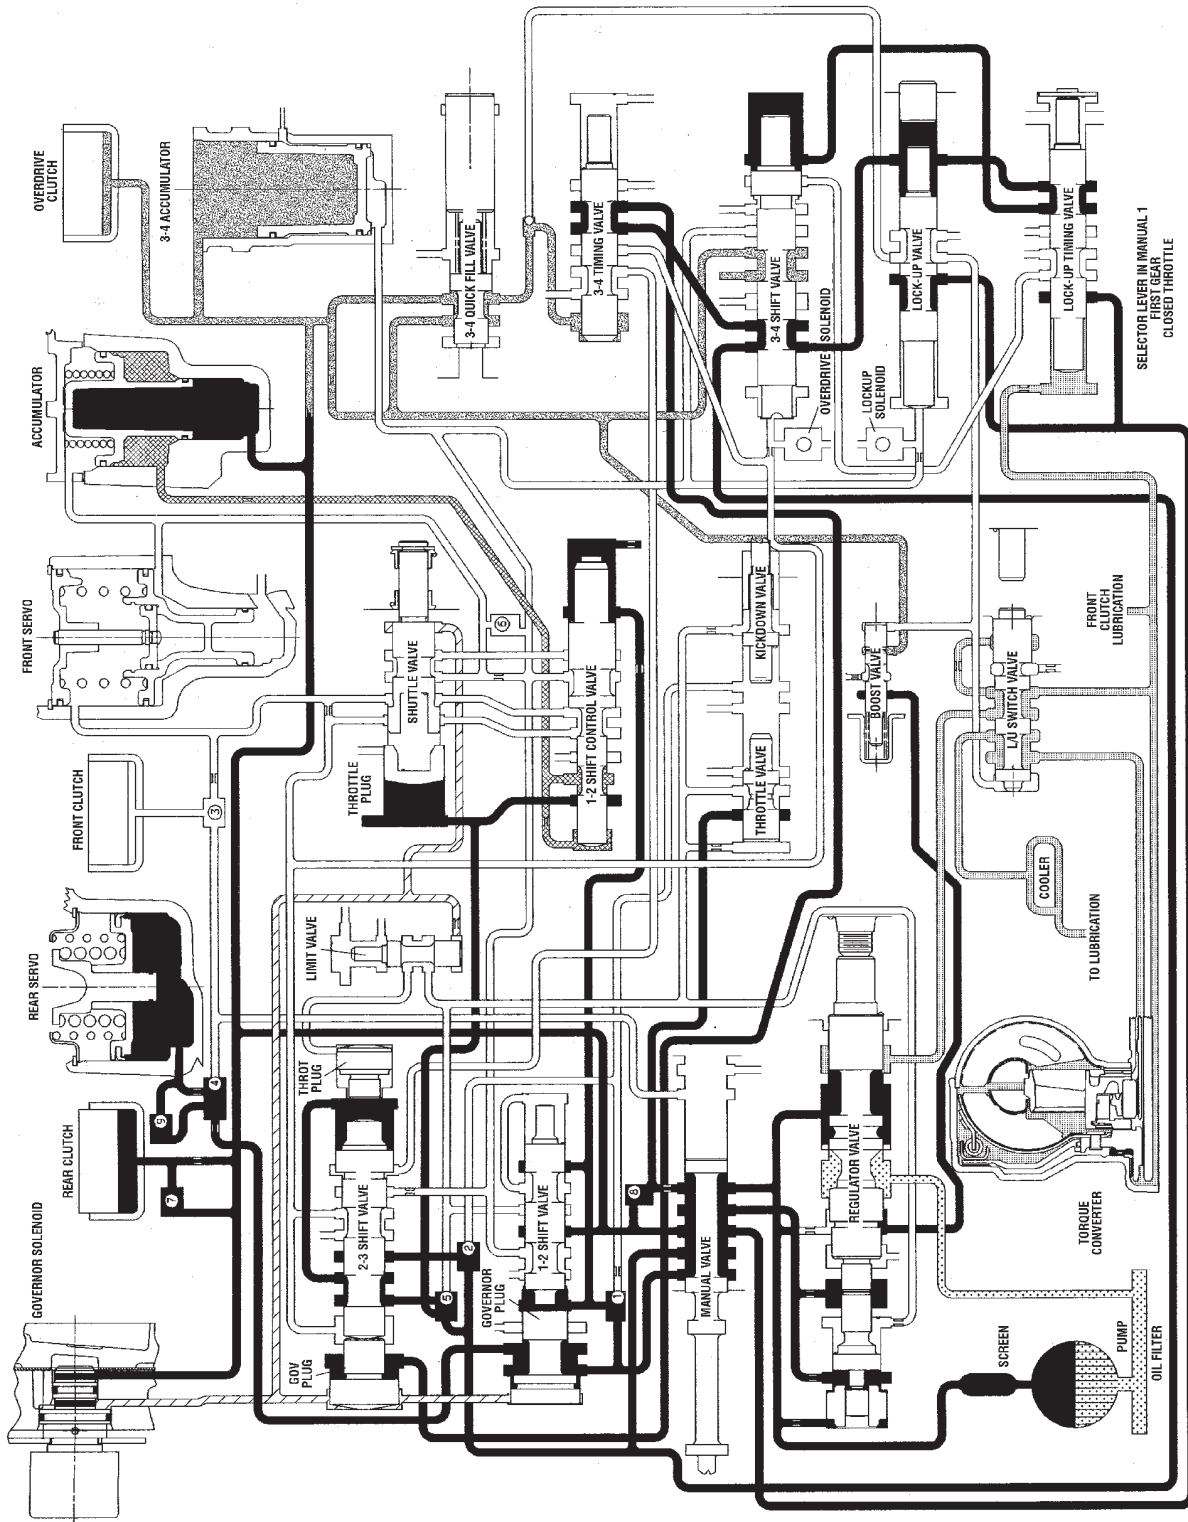 OVERDRIVE
CLUTCH
3-4 ACCUMULATOR
3-4 QUICK FILL VALVE
3-4 TIMING VALVE
3-4 SHIFT VALVE
OVERDRIVE SOLENOID
LOCK-UP VALVE
LOCKUP
SOLENOID
LOCK-UP TIMING VALVE
SELECTOR LEVER IN MANUAL 1
FIRST GEAR
CLOSED THROTTLE
ACCUMULATOR
FRONT SERVO
SHUTTLE VALVE
THROTTLE
PLUG
6
1-2 SHIFT CONTROL VALVE
KICKDOWN VALVE
THROTTLE VALVE
BOOST VALVE
L/U SWITCH VALVE
FRONT
CLUTCH
LUBRICATION
FRONT CLUTCH
3
COOLER
TO LUBRICATION
REAR SERVO
LIMIT VALVE
REAR CLUTCH
9
4
7
THROT
PLUG
2-3 SHIFT VALVE
GOV
PLUG
5
2
1-2 SHIFT VALVE
GOVERNOR
PLUG
1
8
MANUAL VALVE
REGULATOR VALVE
TORQUE
CONVERTER
GOVERNOR SOLENOID
SCREEN
PUMP
OIL FILTER